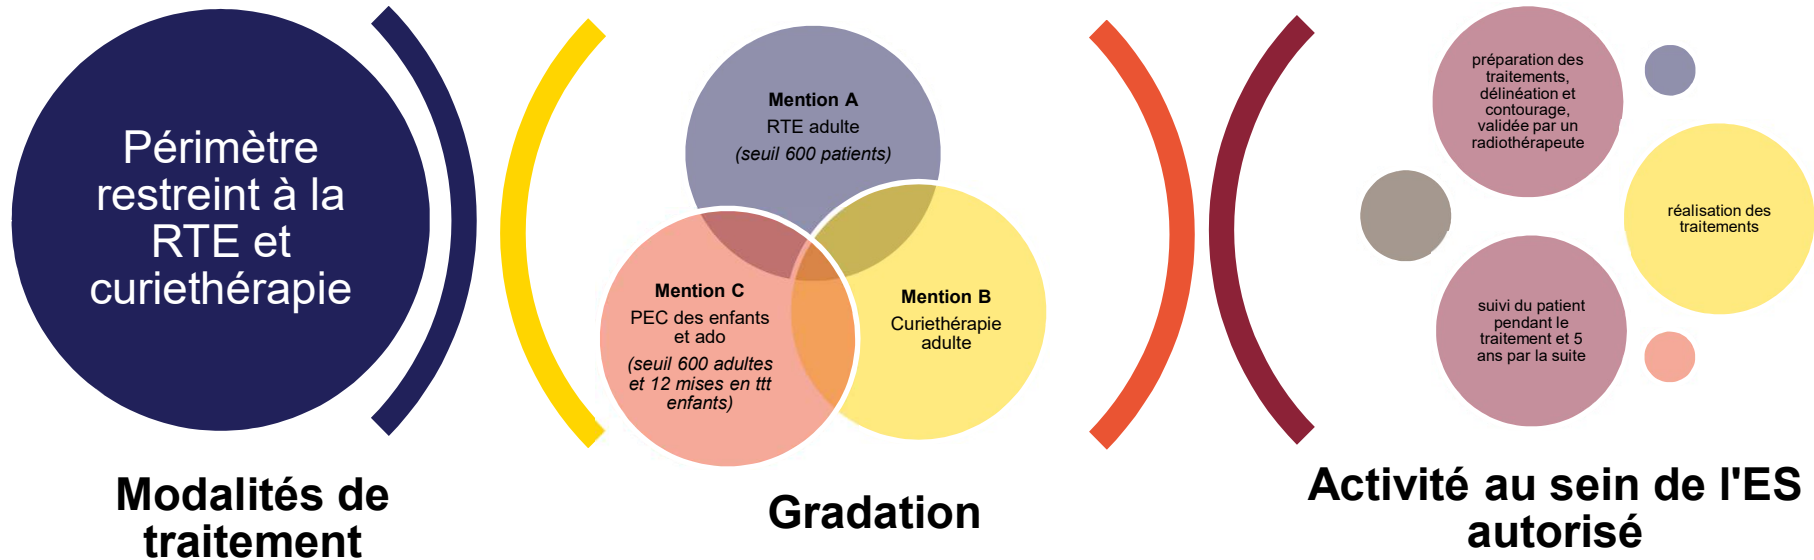 Périmètre
restreint à la
RTE et
curiethérapie
Modalités de
traitement
Mention A
RTE adulte
(seuil 600 patients)
Mention C
PEC des enfants
et ado
(seuil 600 adultes
et 12 mises en ttt
enfants)
Mention B
Curiethérapie
adulte
Gradation
préparation des
traitements,
délinéation et
contourage,
validée par un
radiothérapeute
réalisation des
traitements
suivi du patient
pendant le
traitement et 5
ans par la suite
Activité au sein de l'ES
autorisé